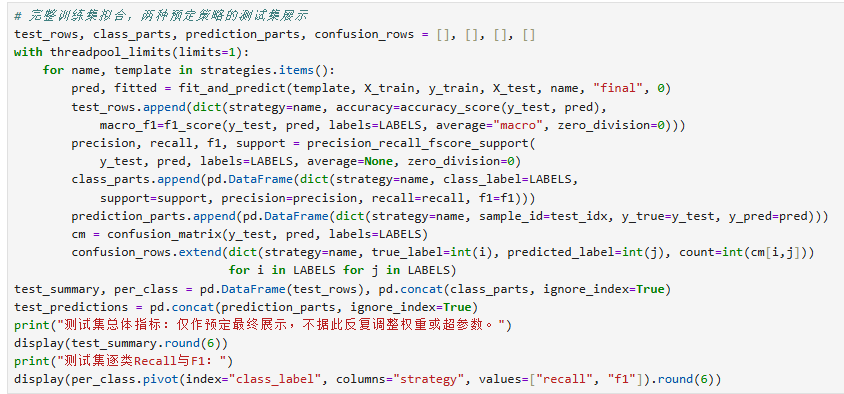 # 完整训练集拟合，两种预定策略的测试集展示
test_rows, class_parts, prediction_parts, confusion_rows = [], [], [], []
with threadpool_limits(limits=1):
    for name, template in strategies.items():
        pred, fitted = fit_and_predict(template, X_train, y_train, X_test, name, "final", 0)
        test_rows.append(dict(strategy=name, accuracy=accuracy_score(y_test, pred),
            macro_f1=f1_score(y_test, pred, labels=LABELS, average="macro", zero_division=0)))
        precision, recall, f1, support = precision_recall_fscore_support(
            y_test, pred, labels=LABELS, average=None, zero_division=0)
        class_parts.append(pd.DataFrame(dict(strategy=name, class_label=LABELS,
            support=support, precision=precision, recall=recall, f1=f1)))
        prediction_parts.append(pd.DataFrame(dict(strategy=name, sample_id=test_idx, y_true=y_test, y_pred=pred)))
        cm = confusion_matrix(y_test, pred, labels=LABELS)
        confusion_rows.extend(dict(strategy=name, true_label=int(i), predicted_label=int(j), count=int(cm[i,j]))
                              for i in LABELS for j in LABELS)
test_summary, per_class = pd.DataFrame(test_rows), pd.concat(class_parts, ignore_index=True)
test_predictions = pd.concat(prediction_parts, ignore_index=True)
print("测试集总体指标：仅作预定最终展示，不据此反复调整权重或超参数。")
display(test_summary.round(6))
print("测试集逐类Recall与F1：")
display(per_class.pivot(index="class_label", columns="strategy", values=["recall", "f1"]).round(6))